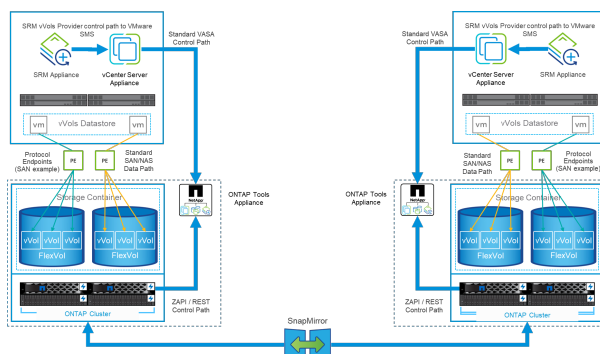 SRM vVols Provider control path to VMware
SMS
SRM Appliance
vCenter Server
Appliance
Standard VASA
Control Path
vm
vVols Datastore
vm
Protocol
Endpoints
(SAN example)
PE
PE
Standard
SAN/NAS
Data Path
Storage Container
vVol
vVol
vVol
FlexVol
vVol
vVol
vVol
FlexVol
NetApp
ONTAP Tools
Appliance
ONTAP Cluster
ZAPI / REST
Control Path
SnapMirror
SRM vVols Provider control path to VMware
SMS
Standard VASA
Control Path
vCenter Server
Appliance
SRM Appliance
vm
vVols Datastore
vm
Standard
SAN/NAS
Data Path
PE
PE
Protocol
Endpoints
(SAN example)
ONTAP Tools
Appliance
NetApp
Storage Container
vVol
vVol
vVol
FlexVol
vVol
vVol
vVol
FlexVol
ZAPI / REST
Control Path
ONTAP Cluster